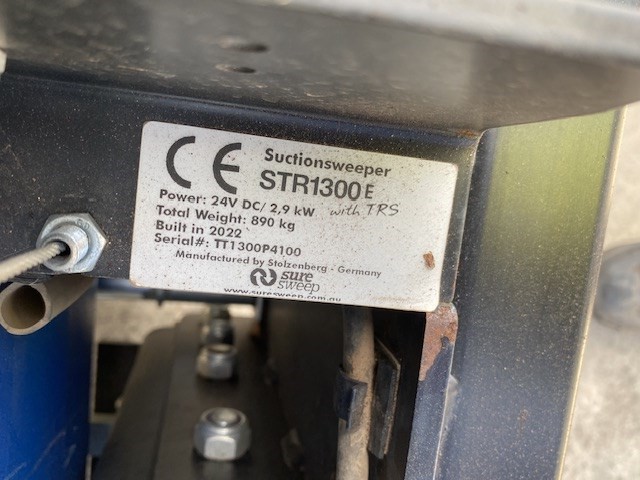 CE
Suctionsweeper
STR1300 E
Power: 24V DC/ 2,9 kW with TRS
Total Weight: 890 kg
Built in 2022
Serial#: TT1300P4100
Manufactured by Stolzenberg - Germany
sure
sweep
www.suresweep.com.au